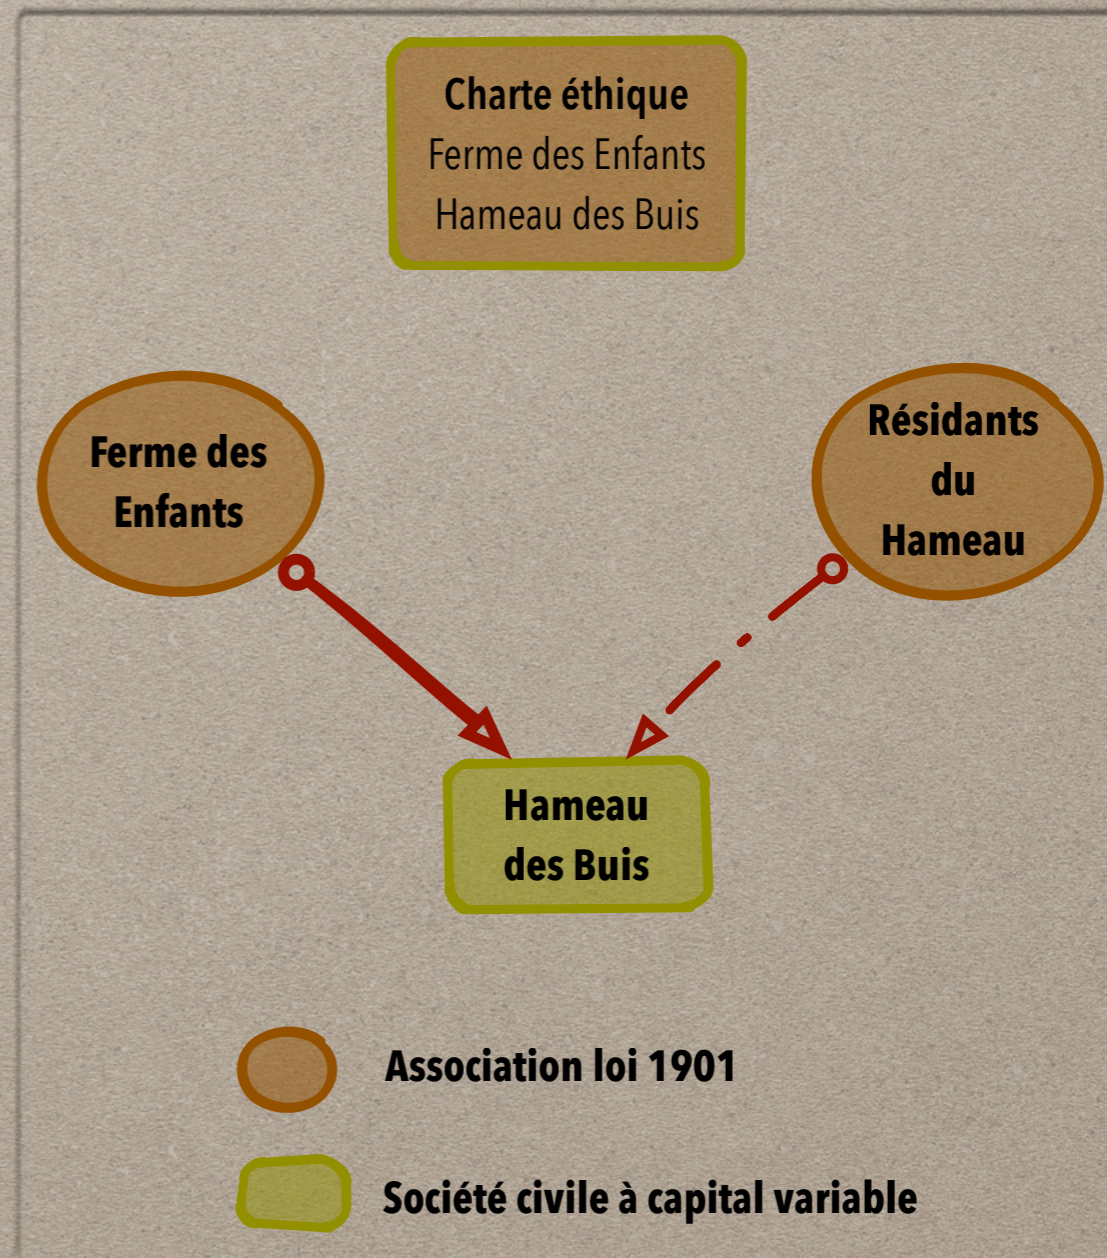 Charte éthique
Ferme des Enfants
Hameau des Buis
Ferme des
Enfants
Résidants
du
Hameau
Hameau
des Buis
Association loi 1901
Société civile à capital variable